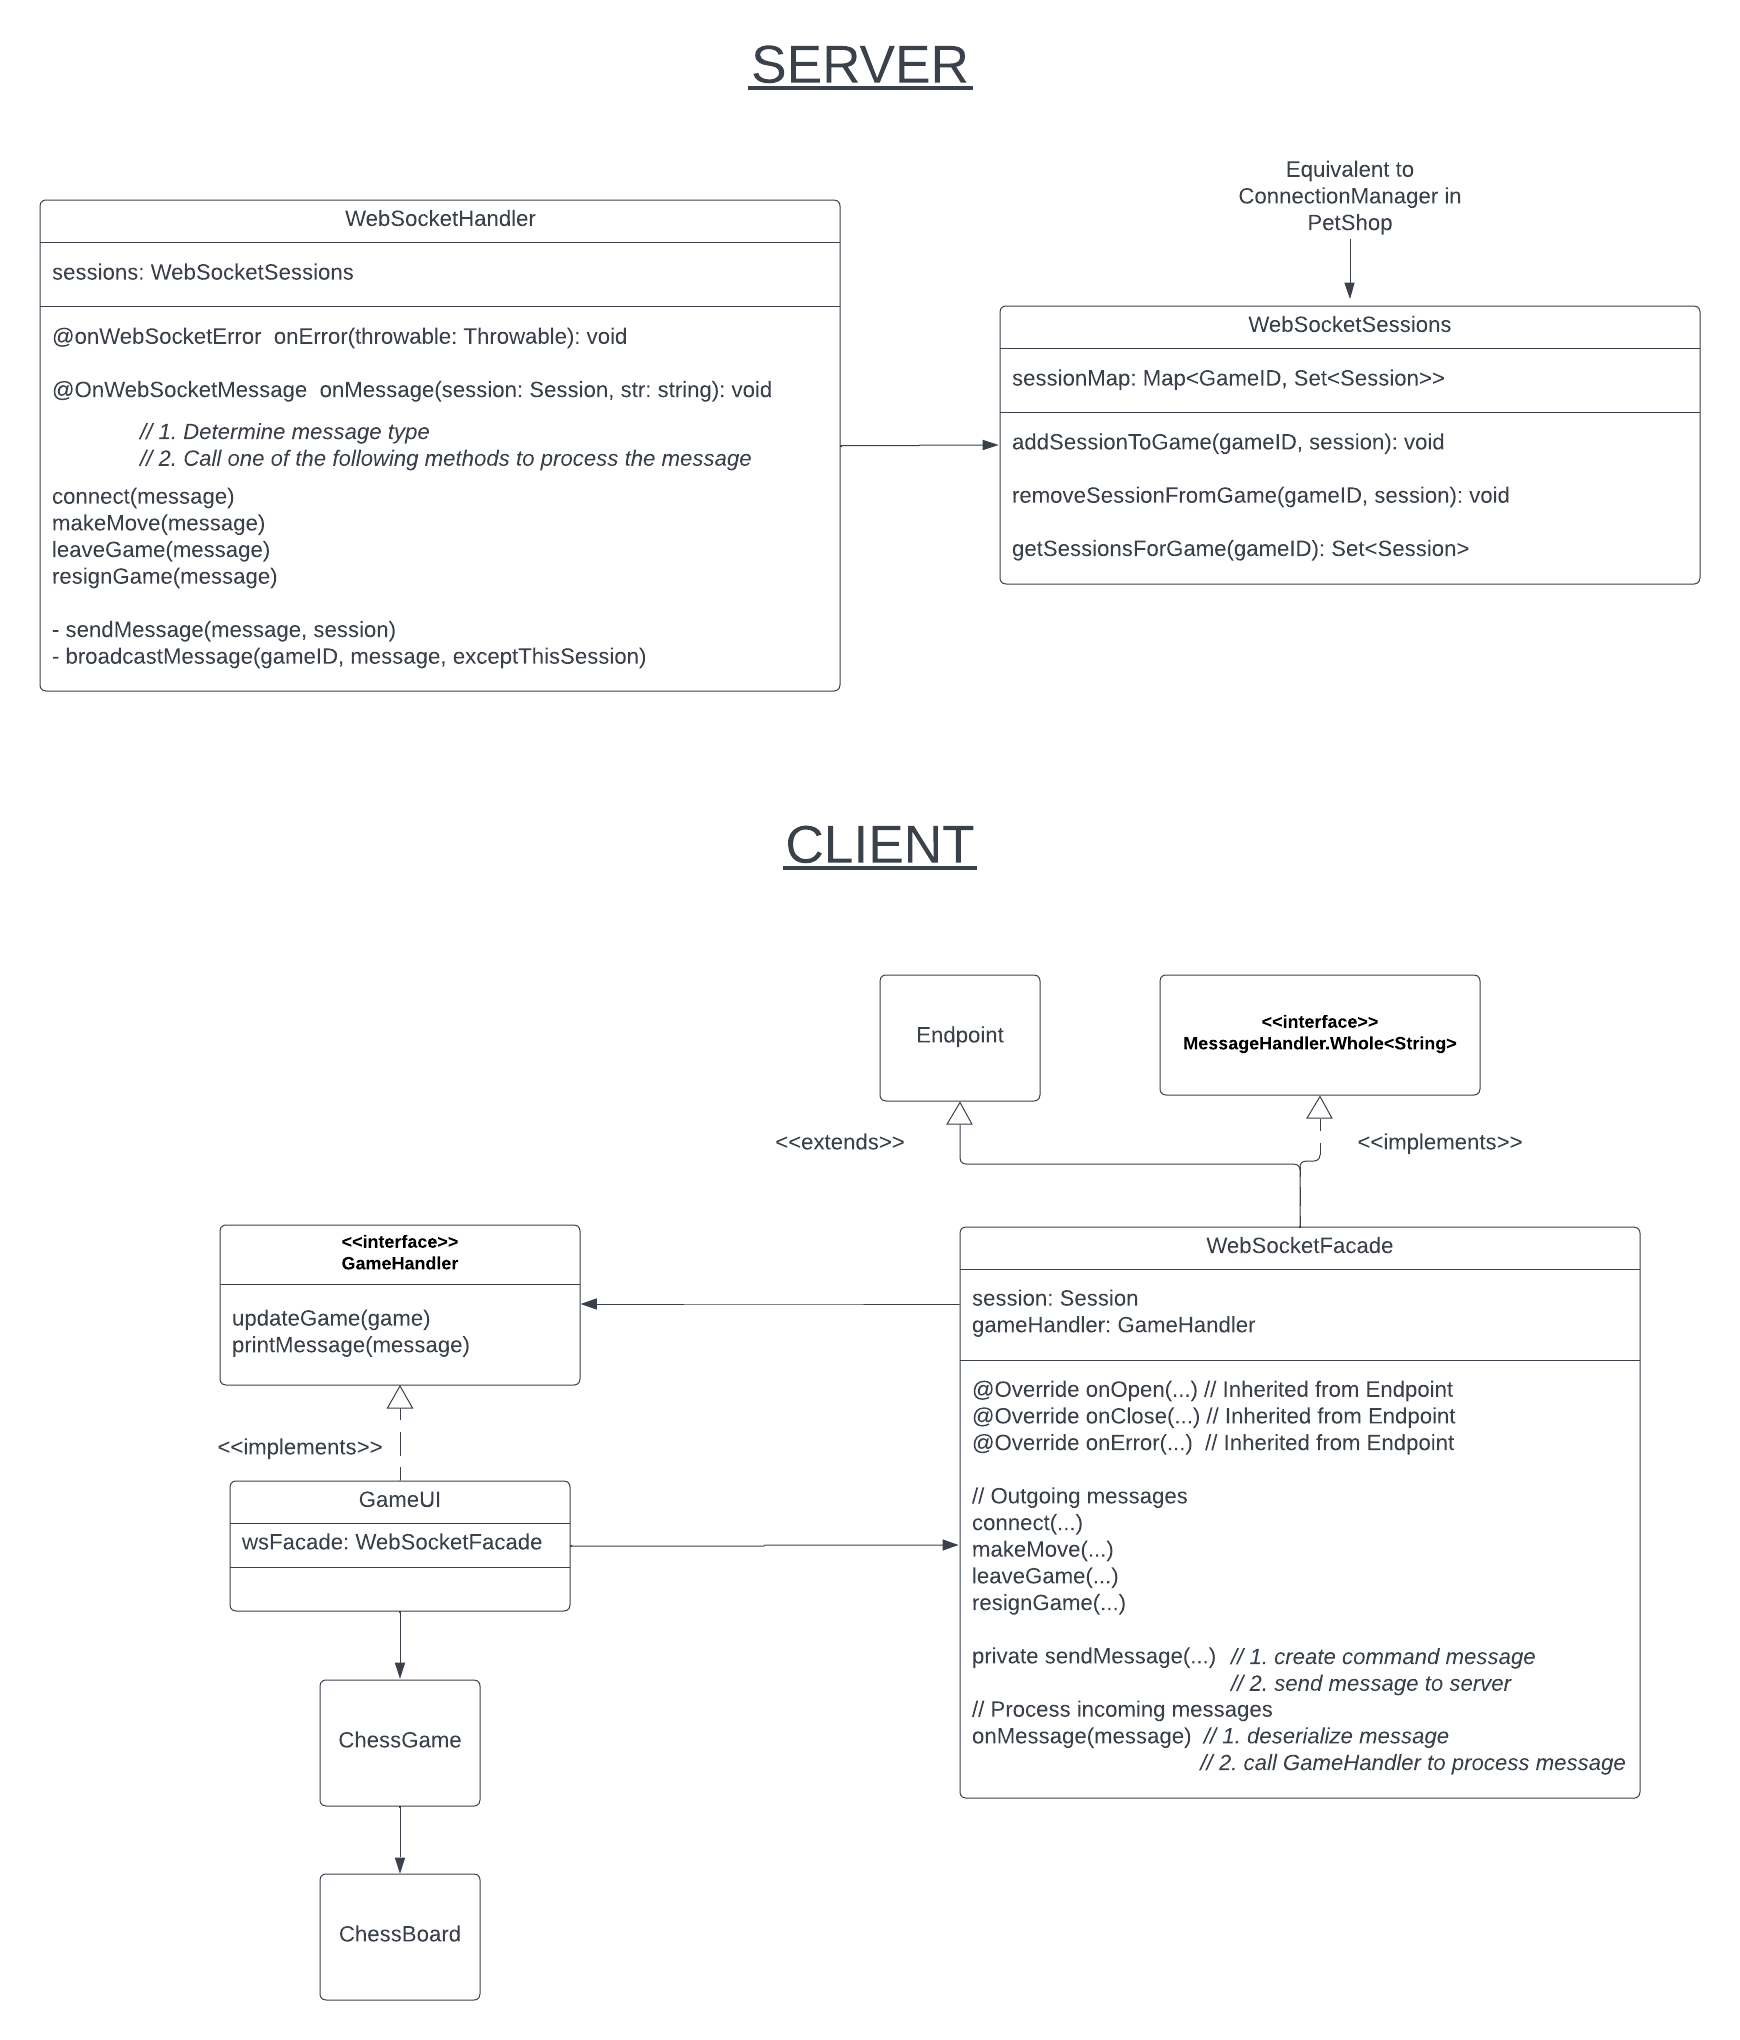 SERVER
Equivalent to
ConnectionManager in
PetShop
WebSocketHandler
sessions: WebSocketSessions
@onWebSocketError  onError(throwable: Throwable): void
@OnWebSocketMessage  onMessage(session: Session, str: string): void
// 1. Determine message type
// 2. Call one of the following methods to process the message
connect(message)
makeMove(message)
leaveGame(message)
resignGame(message)
- sendMessage(message, session)
- broadcastMessage(gameID, message, exceptThisSession)
WebSocketSessions
sessionMap: Map<GameID, Set<Session>>
addSessionToGame(gameID, session): void
removeSessionFromGame(gameID, session): void
getSessionsForGame(gameID): Set<Session>
CLIENT
Endpoint
<<interface>>
MessageHandler.Whole<String>
<<extends>>
<<implements>>
<<interface>>
GameHandler
updateGame(game)
printMessage(message)
<<implements>>
GameUI
wsFacade: WebSocketFacade
ChessGame
ChessBoard
WebSocketFacade
session: Session
gameHandler: GameHandler
@Override onOpen(...) // Inherited from Endpoint
@Override onClose(...) // Inherited from Endpoint
@Override onError(...)  // Inherited from Endpoint
// Outgoing messages
connect(...)
makeMove(...)
leaveGame(...)
resignGame(...)
private sendMessage(...)  // 1. create command message
// 2. send message to server
// Process incoming messages
onMessage(message)  // 1. deserialize message
// 2. call GameHandler to process message